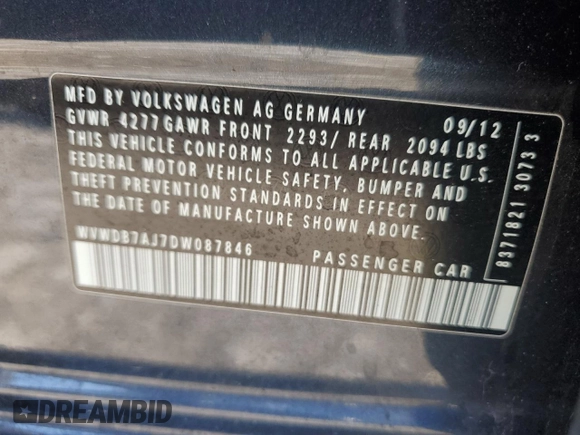 MFD BY VOLKSWAGEN AG GERMANY 09/12
GVWR 4277 GAWR FRONT 2293/ REAR 2094 LBS
THIS VEHICLE CONFORMS TO ALL APPLICABLE U.S.
FEDERAL MOTOR VEHICLE SAFETY, BUMPER AND
THEFT PREVENTION STANDARDS IN EFFECT ON
THE DATE OF MANUFACTURE SHOWN ABOVE.
WVWDB7AJ7DW087846 PASSENGER CAR
8371821 3073 3
DREAMBID